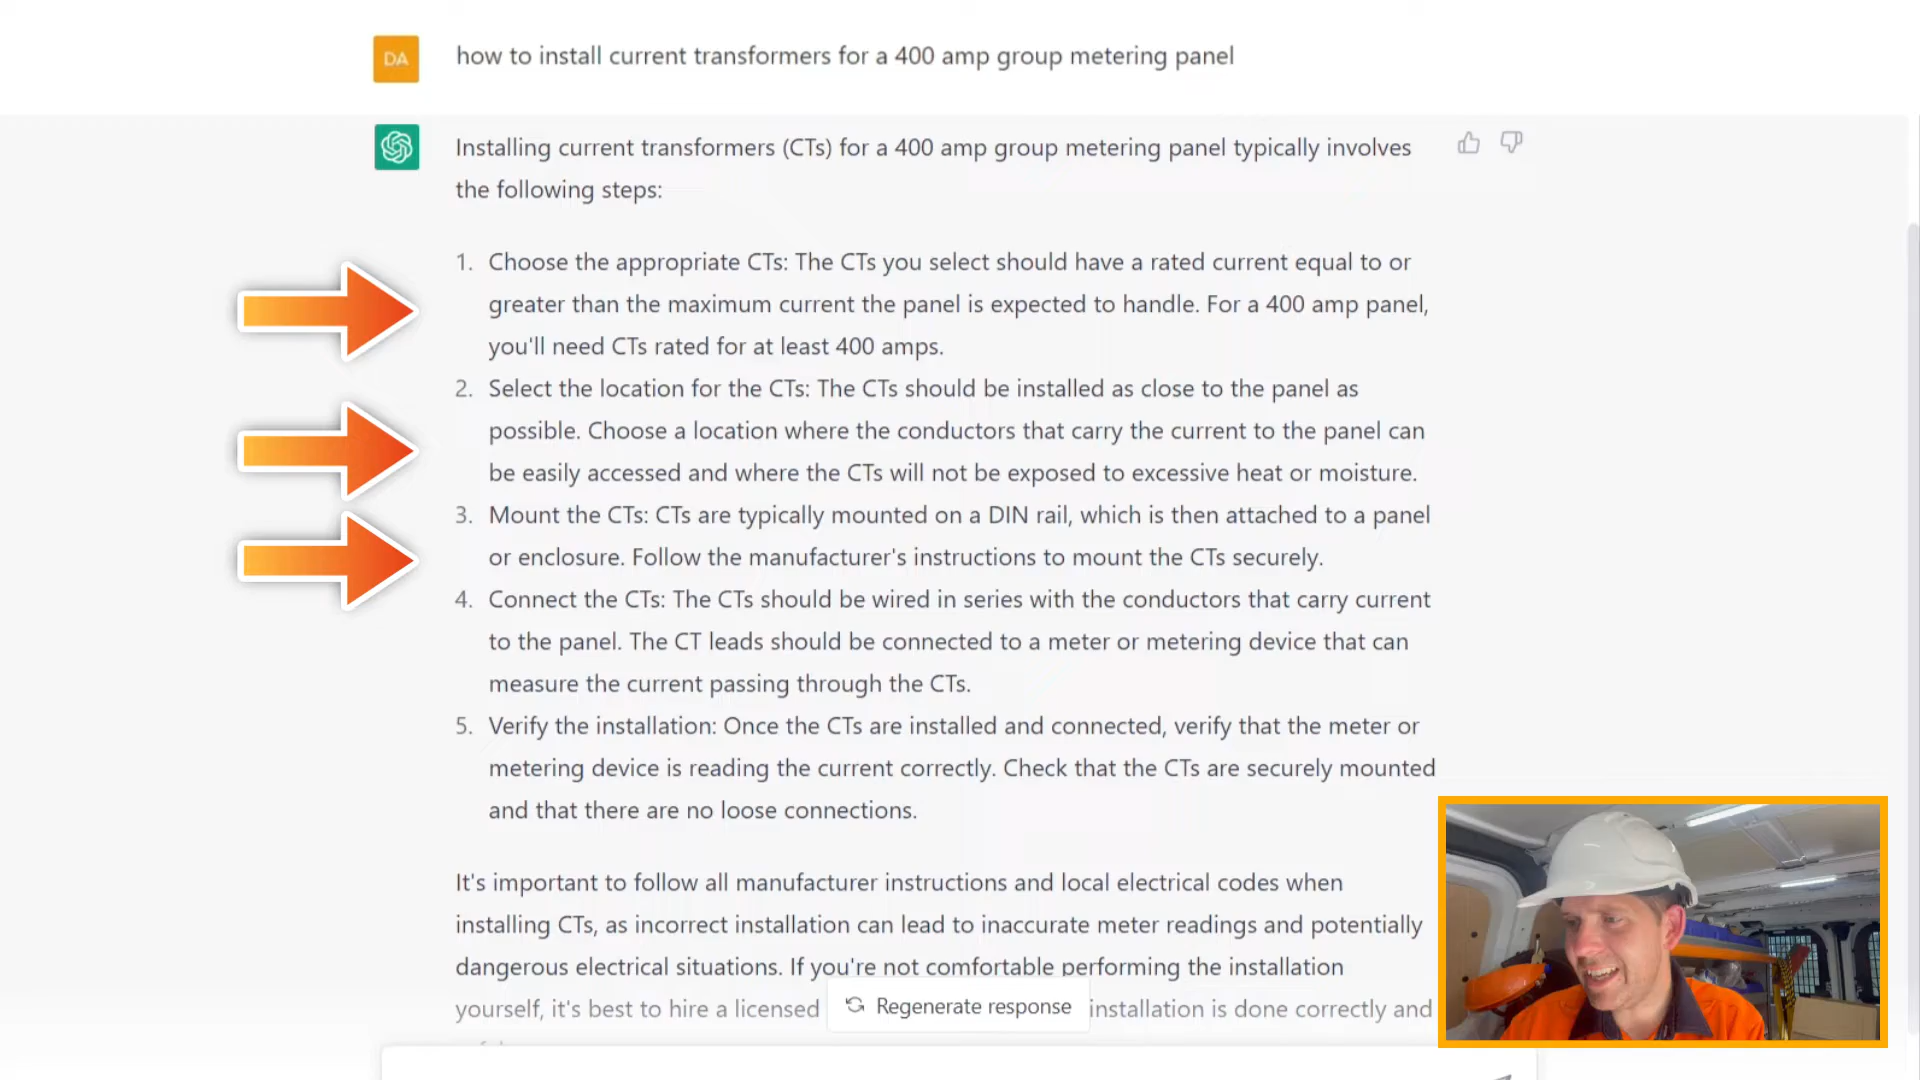 DA
how to install current transformers for a 400 amp group metering panel
Installing current transformers (CTs) for a 400 amp group metering panel typically involves
the following steps:
1. Choose the appropriate CTs: The CTs you select should have a rated current equal to or
greater than the maximum current the panel is expected to handle. For a 400 amp panel,
you'll need CTs rated for at least 400 amps.
2. Select the location for the CTs: The CTs should be installed as close to the panel as
possible. Choose a location where the conductors that carry the current to the panel can
be easily accessed and where the CTs will not be exposed to excessive heat or moisture.
3. Mount the CTs: CTs are typically mounted on a DIN rail, which is then attached to a panel
or enclosure. Follow the manufacturer's instructions to mount the CTs securely.
4. Connect the CTs: The CTs should be wired in series with the conductors that carry current
to the panel. The CT leads should be connected to a meter or metering device that can
measure the current passing through the CTs.
5. Verify the installation: Once the CTs are installed and connected, verify that the meter or
metering device is reading the current correctly. Check that the CTs are securely mounted
and that there are no loose connections.
It's important to follow all manufacturer instructions and local electrical codes when
installing CTs, as incorrect installation can lead to inaccurate meter readings and potentially
dangerous electrical situations. If you're not comfortable performing the installation
yourself, it's best to hire a licensed
Regenerate response
installation is done correctly and